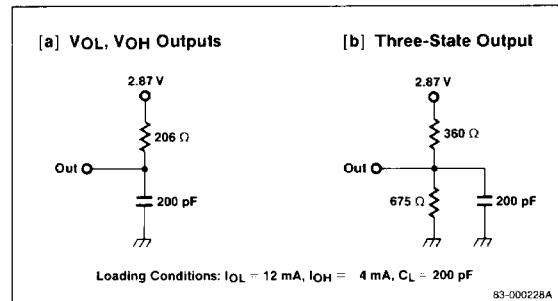 [a] VOL, VOH Outputs
2.87 V
206 Ω
Out
200 pF
[b] Three-State Output
2.87 V
360 Ω
Out
675 Ω
200 pF
Loading Conditions: IOL = 12 mA, IOH = 4 mA, CL = 200 pF
83-000228A